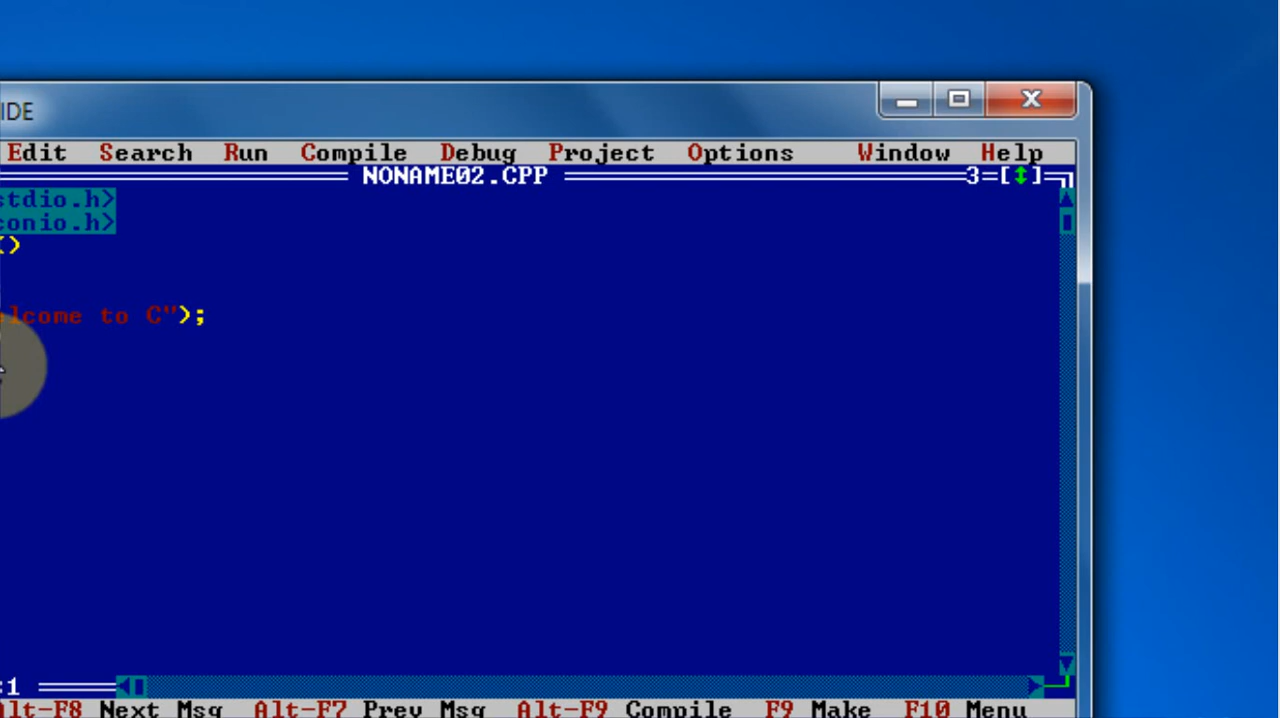 IDE
Edit Search Run Compile Debug Project Options Window Help
NONAME02.CPP 3=[↕]
stdio.h>
conio.h>
()
elcome to C");
:1
Alt-F8 Next Msg Alt-F7 Prev Msg Alt-F9 Compile F9 Make F10 Menu